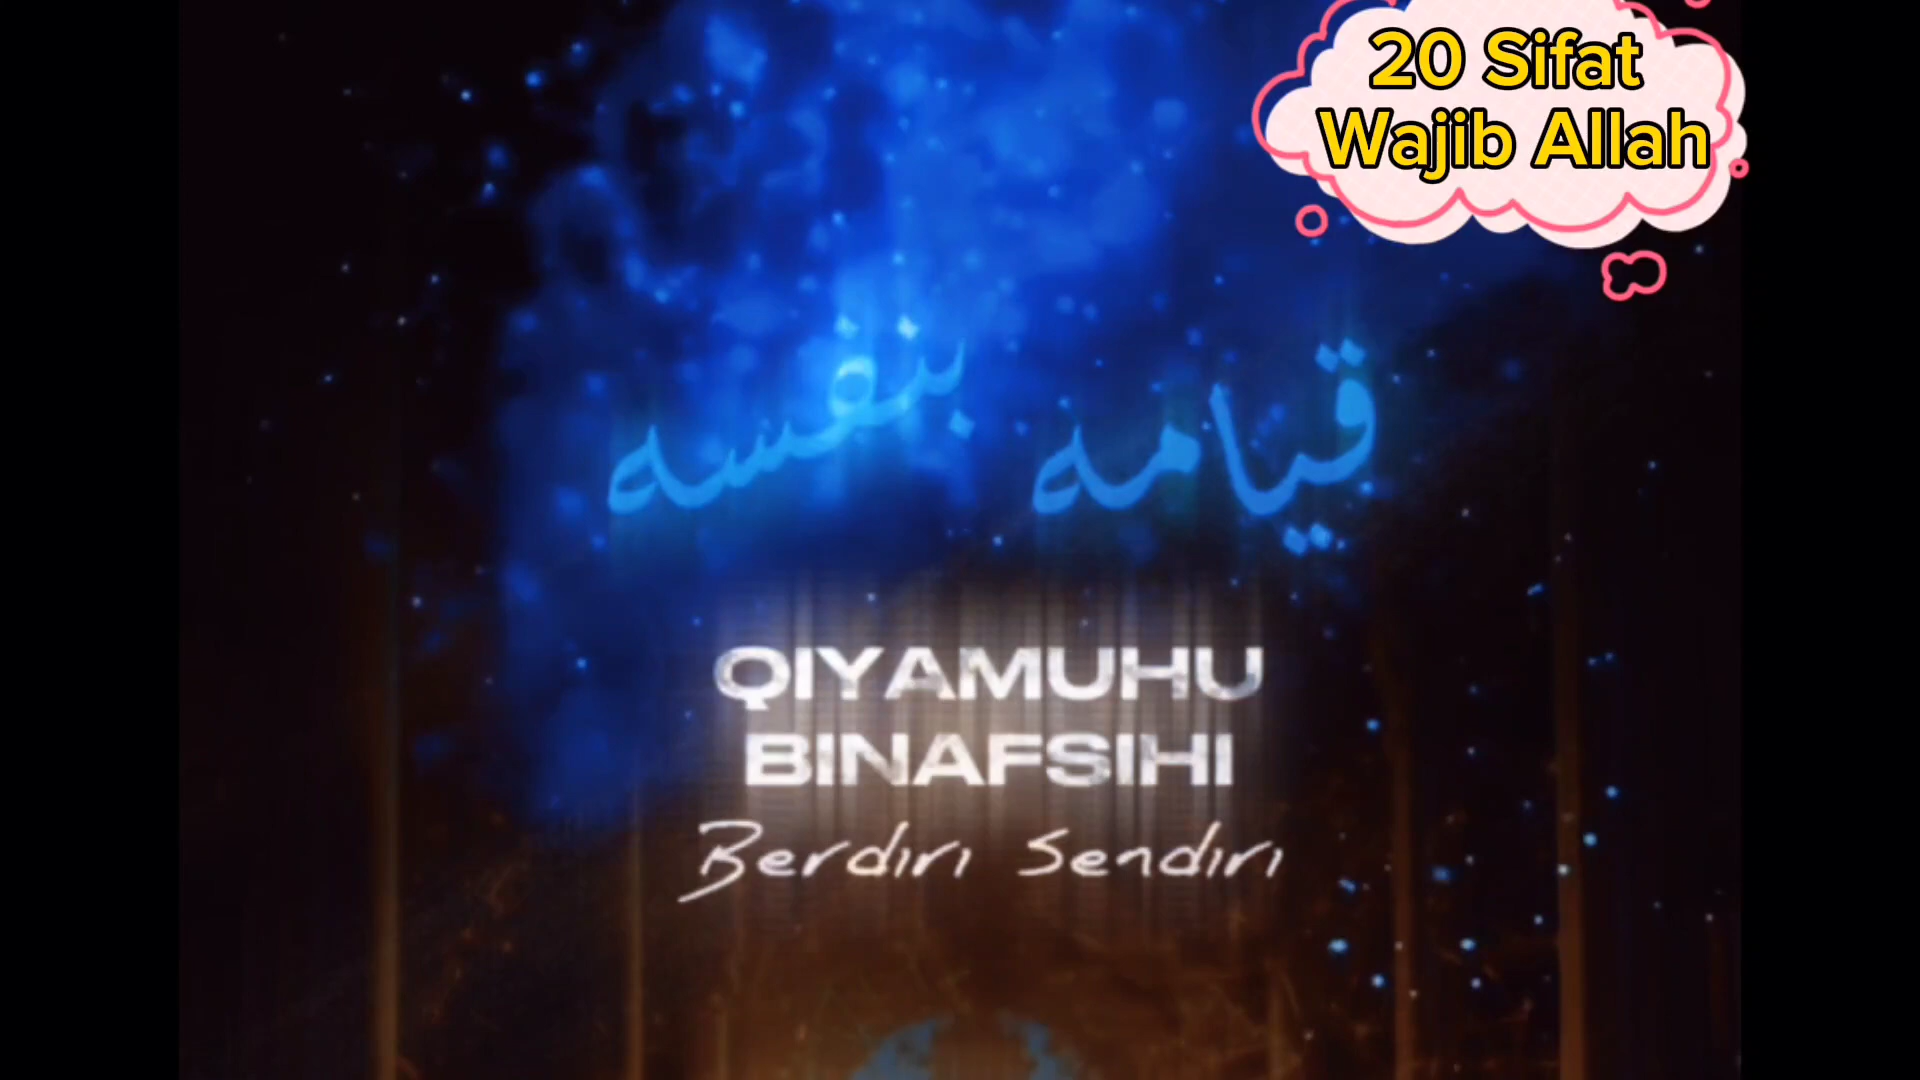 20 Sifat
Wajib Allah
قيامه بنفسه
QIYAMUHU
BINAFSIHI
Berdiri Sendiri